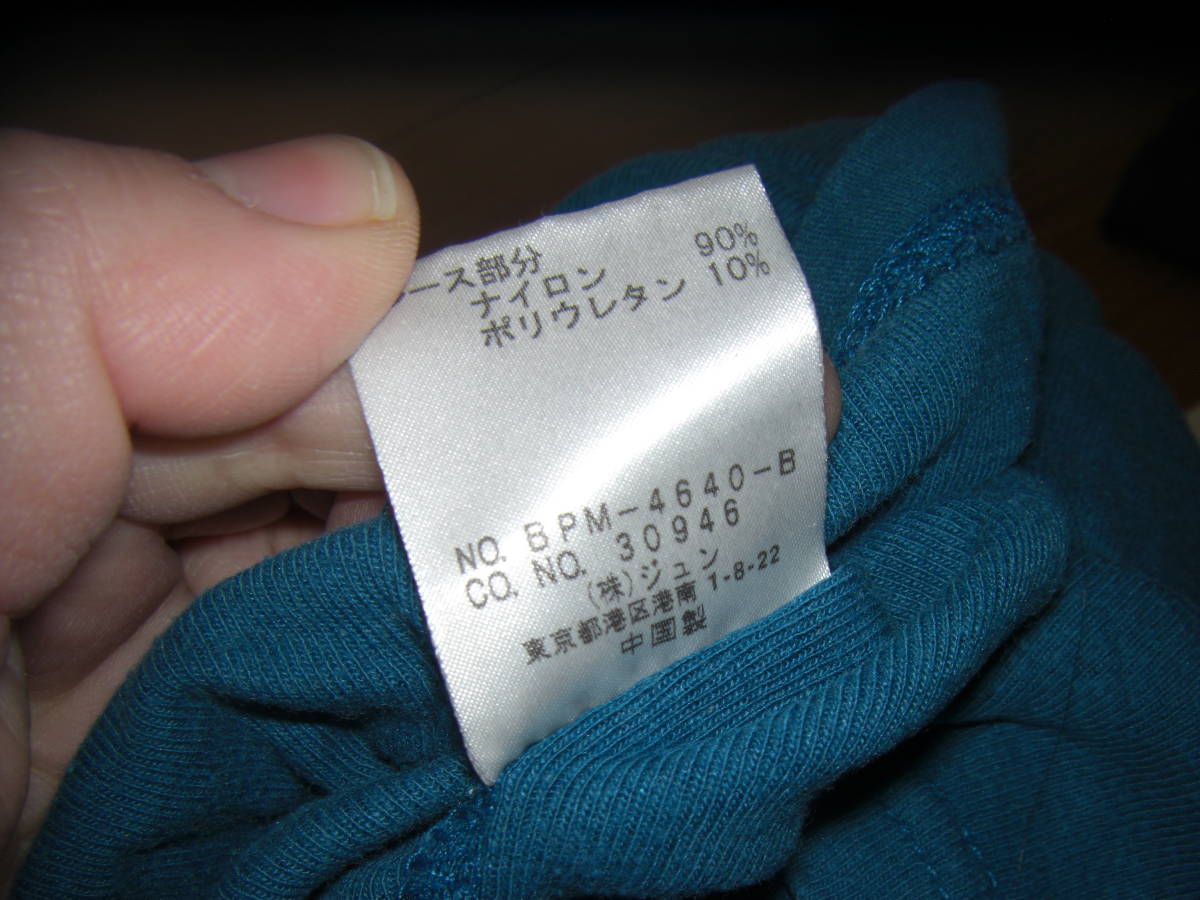 レース部分
ナイロン 90%
ポリウレタン 10%
NO. BPM-4640-B
CO. NO. 30946
(株)ジュン
東京都港区港南1-8-22
中国製